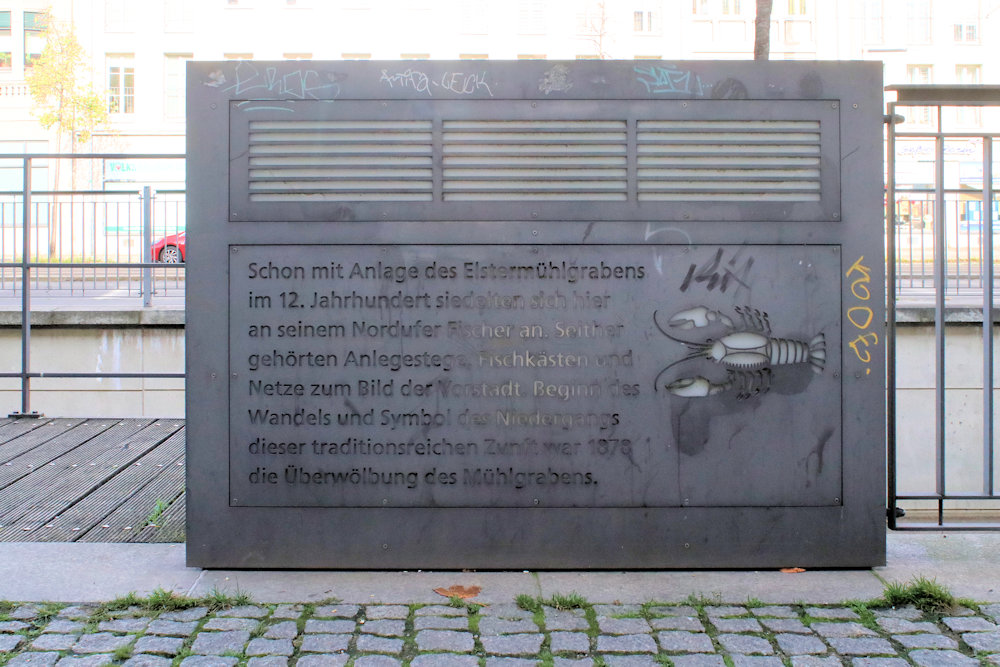 Schon mit Anlage des Elstermühlgrabens
im 12. Jahrhundert siedelten sich hier
an seinem Nordufer Fischer an. Seither
gehörten Anlegestege, Fischkästen und
Netze zum Bild der Vorstadt. Beginn des
Wandels und Symbol des Niedergangs
dieser traditionsreichen Zunft war 1878
die Überwölbung des Mühlgrabens.